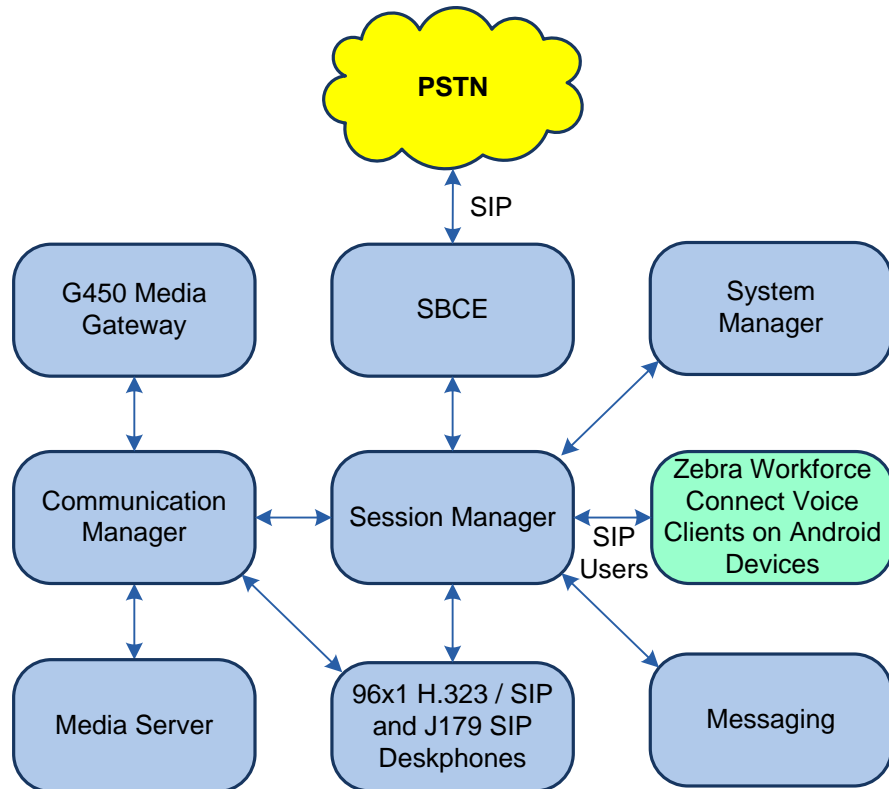 PSTN
SIP
G450 Media
Gateway
SBCE
System
Manager
Communication
Manager
Session Manager
SIP
Users
Zebra Workforce
Connect Voice
Clients on Android
Devices
Media Server
96x1 H.323 / SIP
and J179 SIP
Deskphones
Messaging